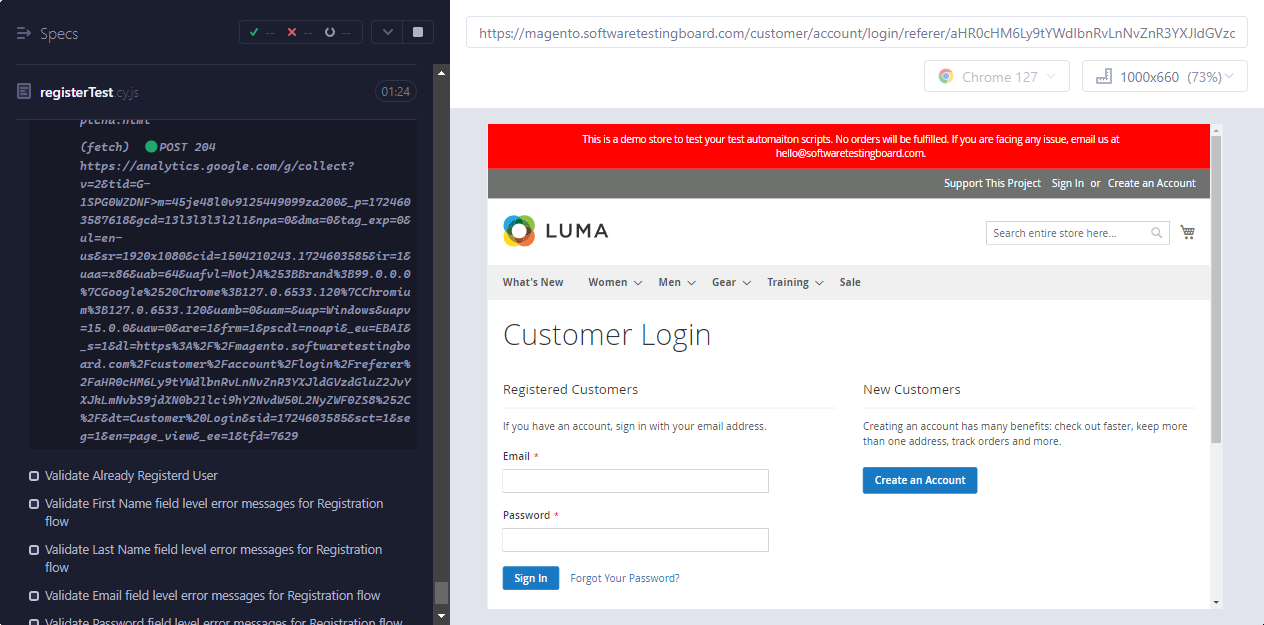 Specs
-- -- --
registerTest.cy.js
01:24
ptcha.html
(fetch) POST 204
https://analytics.google.com/g/collect?
v=2&tid=G-
1SPG0WZDNF>m=45je48l0v9125449099za200&_p=172460
3587618&gcd=13l3l3l3l2l1&npa=0&dma=0&tag_exp=0&
ul=en-
us&sr=1920x1080&cid=1504210243.1724603585&ir=1&
uaa=x86&uab=64&uafvl=Not)A%253BBrand%3B99.0.0.0
%7CGoogle%2520Chrome%3B127.0.6533.120%7CChromiu
m%3B127.0.6533.120&uamb=0&uam=&uap=Windows&uapv
=15.0.0&uaw=0&are=1&frm=1&pscdl=noapi&_eu=EBAI&
_s=1&dl=https%3A%2F%2Fmagento.softwaretestingbo
ard.com%2Fcustomer%2Faccount%2Flogin%2Freferer%
2FaHR0cHM6Ly9tYWdlbnRvLnNvZnR3YXJldGVzdGluZ2JvY
XJkLmNvbS9jdXN0b21lci9hY2NvdW50L2NyZWF0ZS8%252C
%2F&dt=Customer%20Login&sid=1724603585&sct=1&se
g=1&en=page_view&_ee=1&tfd=7629
Validate Already Registerd User
Validate First Name field level error messages for Registration
flow
Validate Last Name field level error messages for Registration
flow
Validate Email field level error messages for Registration flow
Validate Password field level error messages for Registration flow
https://magento.softwaretestingboard.com/customer/account/login/referer/aHR0cHM6Ly9tYWdlbnRvLnNvZnR3YXJldGVzc
Chrome 127
1000x660 (73%)
This is a demo store to test your test automaiton scripts. No orders will be fulfilled. If you are facing any issue, email us at
hello@softwaretestingboard.com.
Support This Project Sign In or Create an Account
LUMA
Search entire store here...
What's New Women Men Gear Training Sale
Customer Login
Registered Customers
If you have an account, sign in with your email address.
Email *
Password *
Sign In Forgot Your Password?
New Customers
Creating an account has many benefits: check out faster, keep more
than one address, track orders and more.
Create an Account